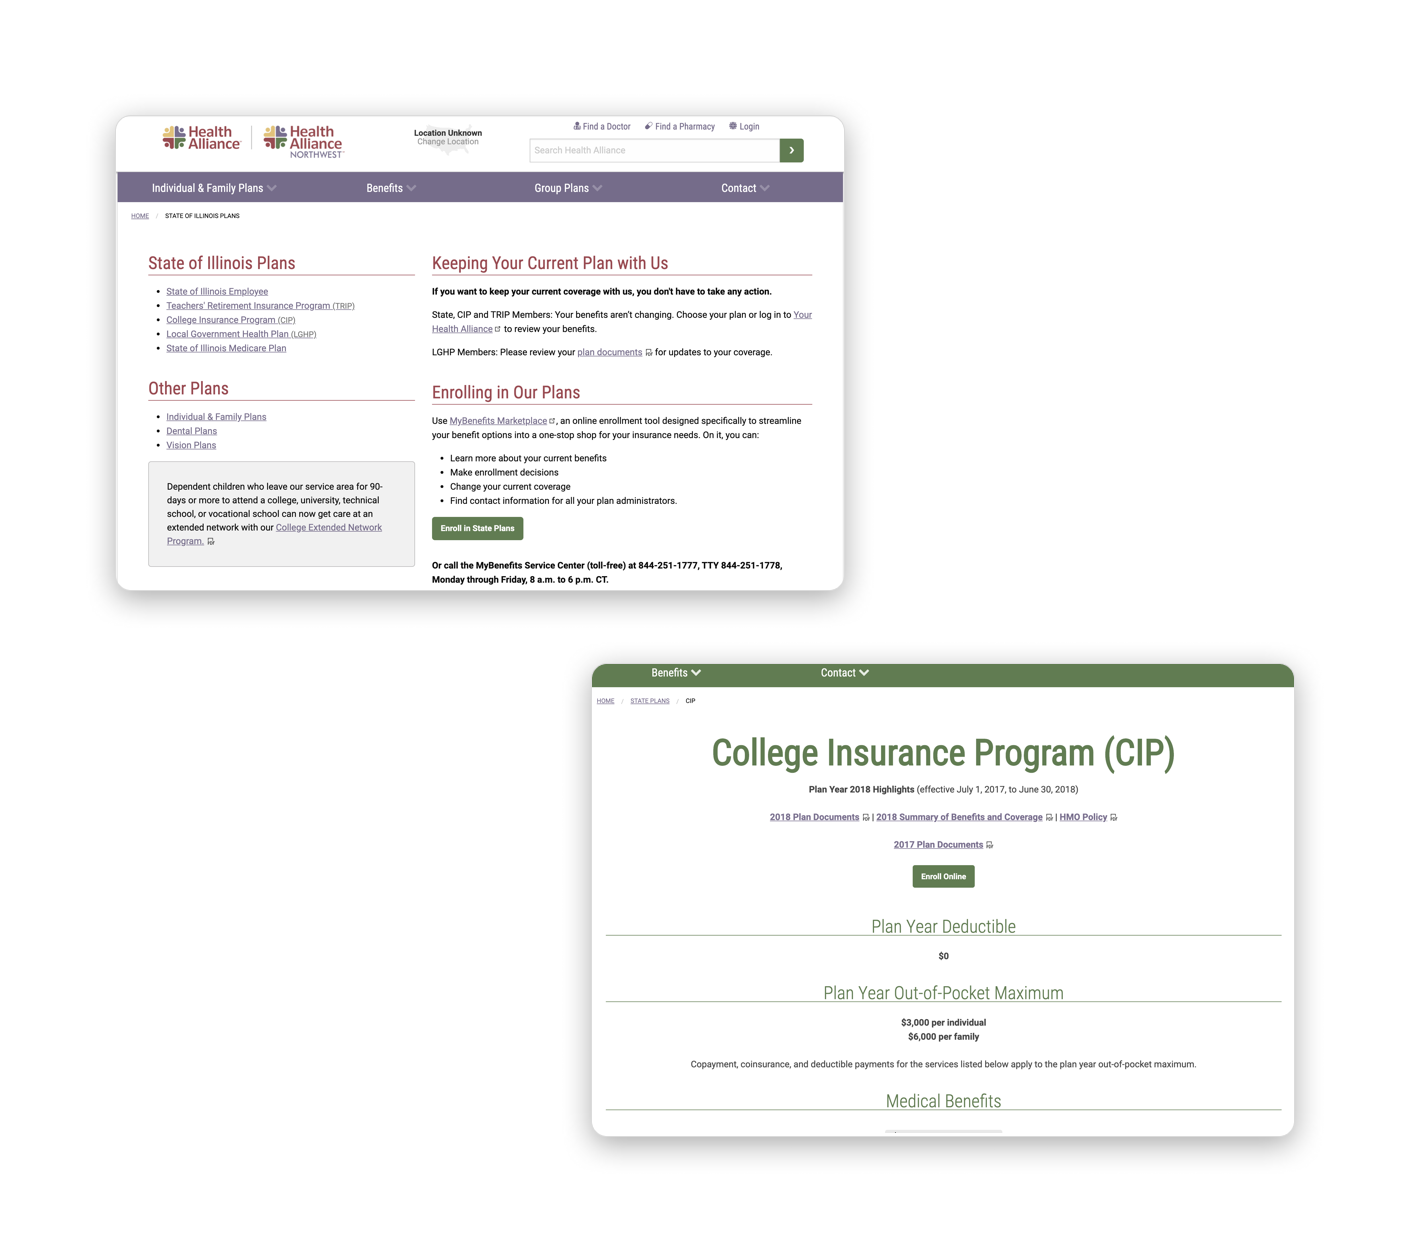 Health Alliance
Health Alliance NORTHWEST
Location Unknown
Change Location
Find a Doctor Find a Pharmacy Login
Search Health Alliance
Individual & Family Plans Benefits Group Plans Contact
HOME / STATE OF ILLINOIS PLANS
State of Illinois Plans
• State of Illinois Employee
• Teachers' Retirement Insurance Program (TRIP)
• College Insurance Program (CIP)
• Local Government Health Plan (LGHP)
• State of Illinois Medicare Plan
Other Plans
• Individual & Family Plans
• Dental Plans
• Vision Plans
Dependent children who leave our service area for 90-
days or more to attend a college, university, technical
school, or vocational school can now get care at an
extended network with our College Extended Network
Program.
Keeping Your Current Plan with Us
If you want to keep your current coverage with us, you don't have to take any action.
State, CIP and TRIP Members: Your benefits aren't changing. Choose your plan or log in to Your
Health Alliance to review your benefits.
LGHP Members: Please review your plan documents for updates to your coverage.
Enrolling in Our Plans
Use MyBenefits Marketplace, an online enrollment tool designed specifically to streamline
your benefit options into a one-stop shop for your insurance needs. On it, you can:
• Learn more about your current benefits
• Make enrollment decisions
• Change your current coverage
• Find contact information for all your plan administrators.
Enroll in State Plans
Or call the MyBenefits Service Center (toll-free) at 844-251-1777, TTY 844-251-1778,
Monday through Friday, 8 a.m. to 6 p.m. CT.
Benefits Contact
HOME / STATE PLANS / CIP
College Insurance Program (CIP)
Plan Year 2018 Highlights (effective July 1, 2017, to June 30, 2018)
2018 Plan Documents | 2018 Summary of Benefits and Coverage | HMO Policy
2017 Plan Documents
Enroll Online
Plan Year Deductible
$0
Plan Year Out-of-Pocket Maximum
$3,000 per individual
$6,000 per family
Copayment, coinsurance, and deductible payments for the services listed below apply to the plan year out-of-pocket maximum.
Medical Benefits